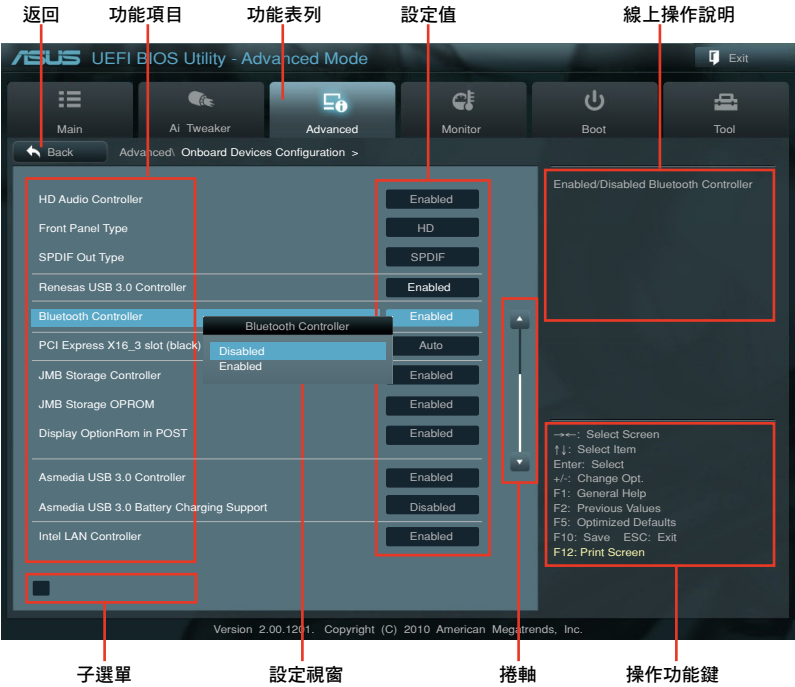 返回
功能項目
功能表列
設定值
線上操作說明
ASUS UEFI BIOS Utility - Advanced Mode
Exit
Main
Ai Tweaker
Advanced
Monitor
Boot
Tool
Back
Advanced\ Onboard Devices Configuration >
HD Audio Controller
Enabled
Front Panel Type
HD
SPDIF Out Type
SPDIF
Renesas USB 3.0 Controller
Enabled
Bluetooth Controller
Enabled
PCI Express X16_3 slot (black)
Auto
JMB Storage Controller
Enabled
JMB Storage OPROM
Enabled
Display OptionRom in POST
Enabled
Asmedia USB 3.0 Controller
Enabled
Asmedia USB 3.0 Battery Charging Support
Disabled
Intel LAN Controller
Enabled
Bluetooth Controller
Disabled
Enabled
Enabled/Disabled Bluetooth Controller
→←: Select Screen
↑↓: Select Item
Enter: Select
+/-: Change Opt.
F1: General Help
F2: Previous Values
F5: Optimized Defaults
F10: Save ESC: Exit
F12: Print Screen
Version 2.00.1201. Copyright (C) 2010 American Megatrends, Inc.
子選單
設定視窗
捲軸
操作功能鍵